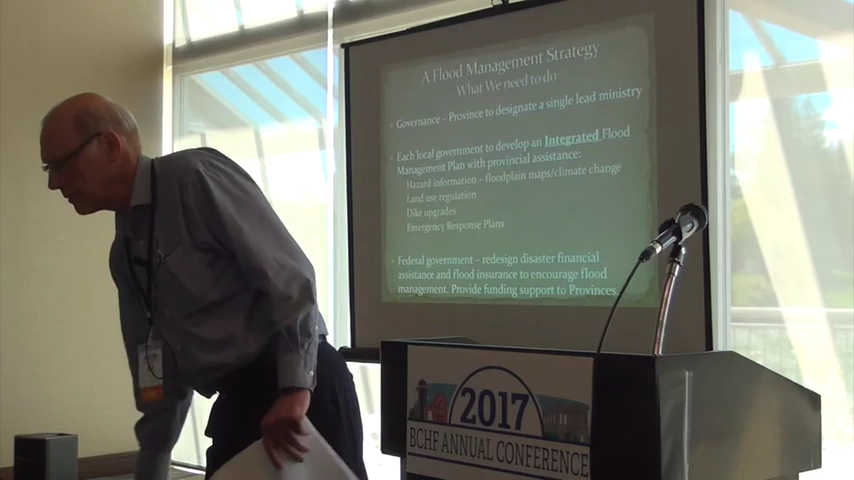 A Flood Management Strategy
What We need to do
Governance – Province to designate a single lead ministry
Each local government to develop an Integrated Flood
Management Plan with provincial assistance:
Hazard information – floodplain maps/climate change
Land use regulation
Dike upgrades
Emergency Response Plans
Federal government – redesign disaster financial
assistance and flood insurance to encourage flood
management. Provide funding support to Provinces.
2017
BCHF ANNUAL CONFERENCE